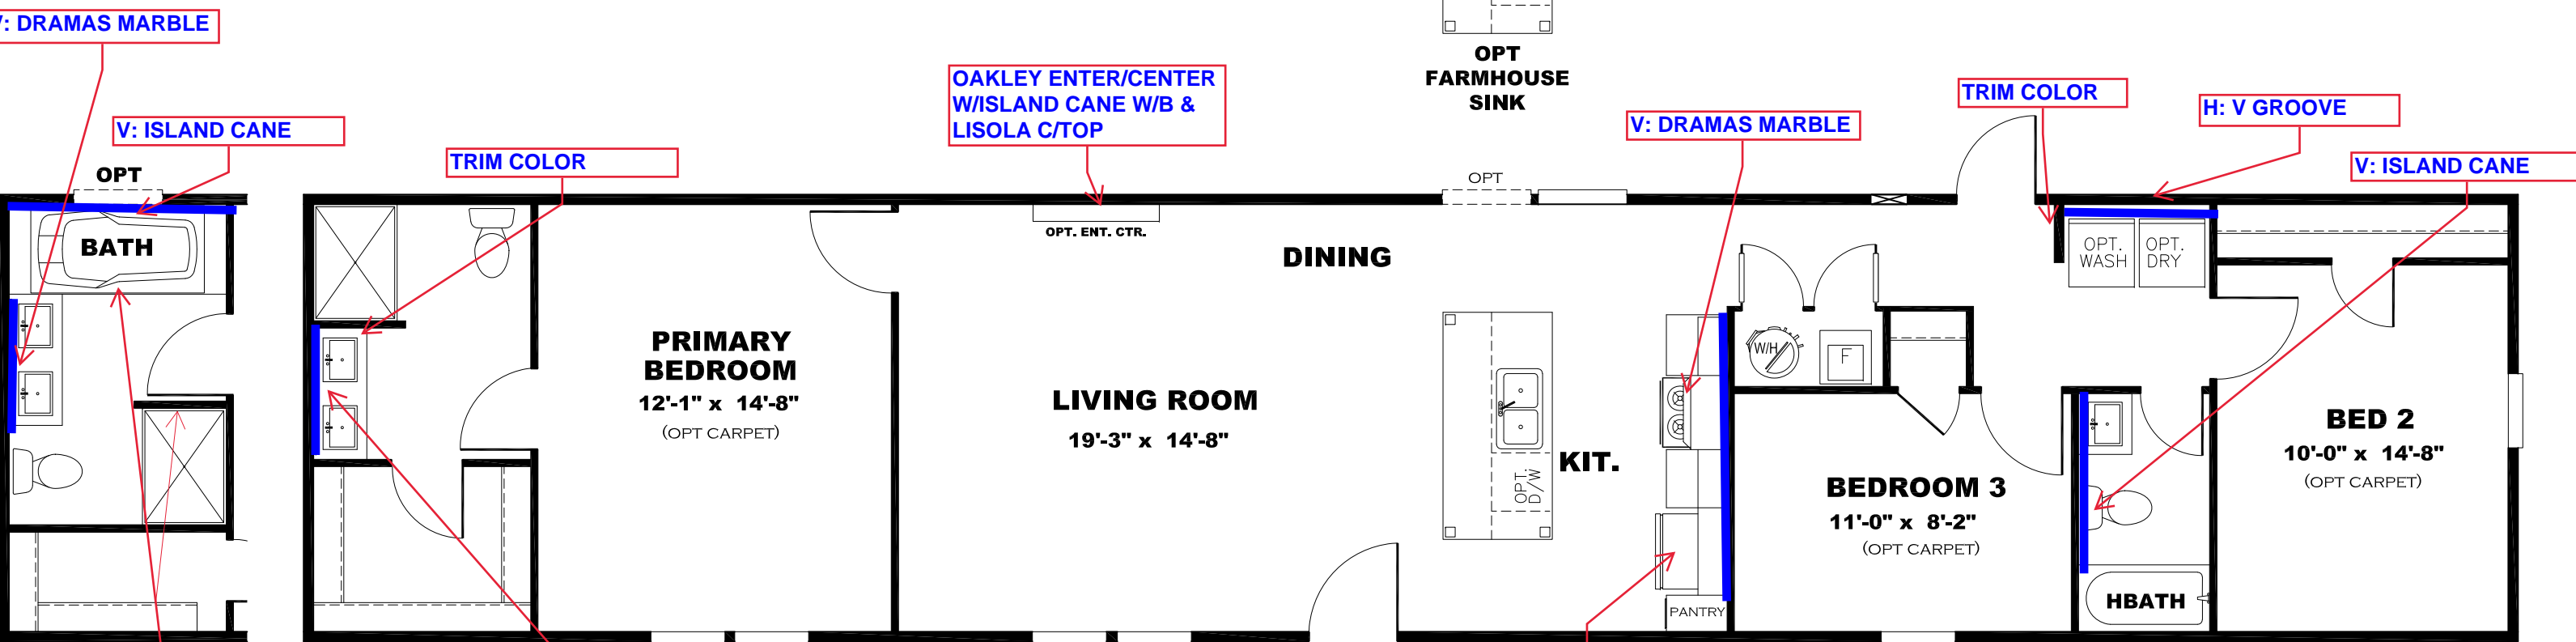 : DRAMAS MARBLE
V: ISLAND CANE
OPT
BATH
TRIM COLOR
OAKLEY ENTER/CENTER
W/ISLAND CANE W/B &
LISOLA C/TOP
OPT
FARMHOUSE
SINK
V: DRAMAS MARBLE
TRIM COLOR
H: V GROOVE
V: ISLAND CANE
OPT
OPT. ENT. CTR.
DINING
OPT.
WASH
OPT.
DRY
PRIMARY
BEDROOM
12'-1" x 14'-8"
(OPT CARPET)
LIVING ROOM
19'-3" x 14'-8"
OPT.
D/W
KIT.
PANTRY
W/H
F
BEDROOM 3
11'-0" x 8'-2"
(OPT CARPET)
HBATH
BED 2
10'-0" x 14'-8"
(OPT CARPET)